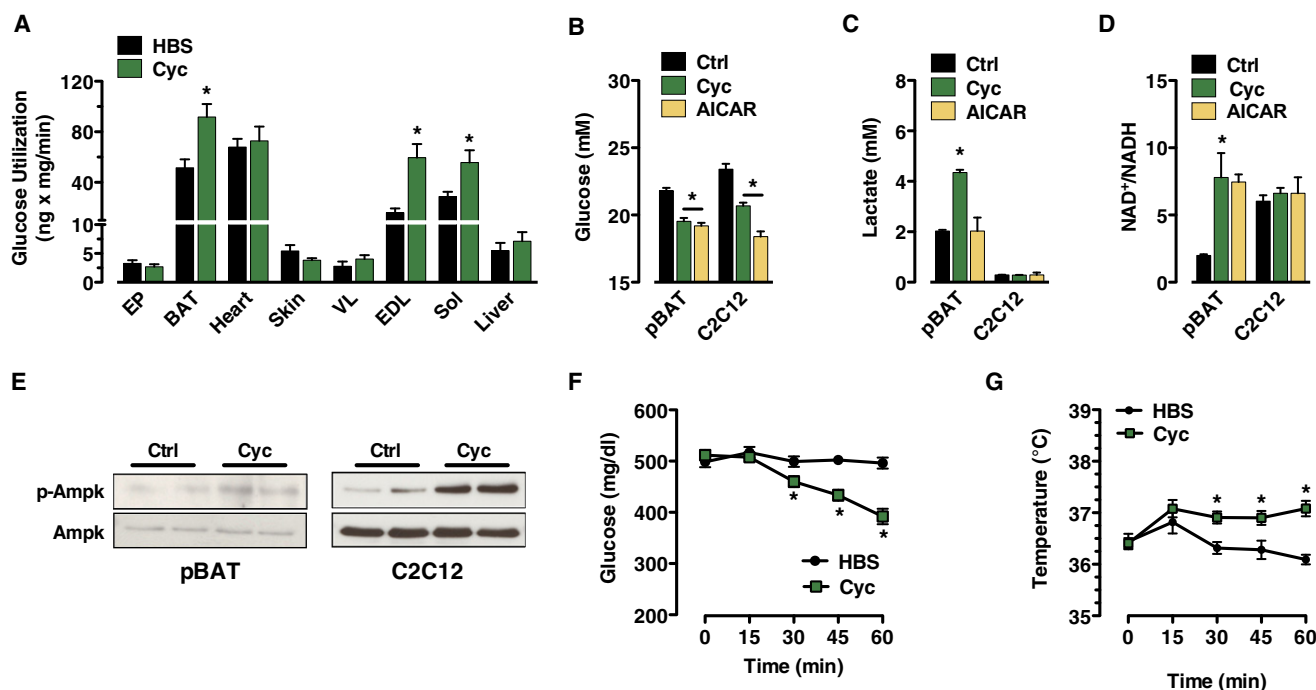 A
HBS
Cyc
Glucose Utilization
(ng x mg/min)
120
80
40
10
5
0
*
*
*
EP
BAT
Heart
Skin
VL
EDL
Sol
Liver
B
Ctrl
Cyc
AICAR
Glucose (mM)
30
25
20
15
*
*
pBAT
C2C12
C
Ctrl
Cyc
AICAR
Lactate (mM)
8
6
4
2
0
*
pBAT
C2C12
D
Ctrl
Cyc
AICAR
NAD⁺/NADH
15
10
5
0
*
pBAT
C2C12
E
Ctrl
Cyc
Ctrl
Cyc
p-Ampk
Ampk
pBAT
C2C12
F
Glucose (mg/dl)
600
500
400
300
200
*
*
*
HBS
Cyc
0 15 30 45 60
Time (min)
G
HBS
Cyc
Temperature (°C)
39
38
37
36
35
*
*
*
0 15 30 45 60
Time (min)